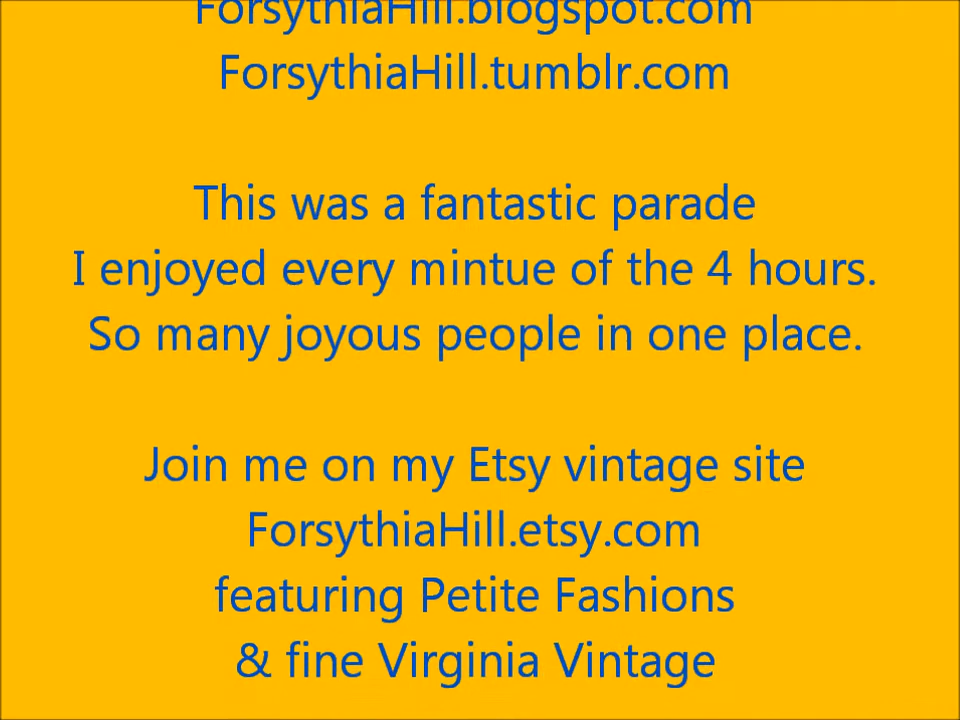 ForsythiaHill.blogspot.com
ForsythiaHill.tumblr.com
This was a fantastic parade
I enjoyed every mintue of the 4 hours.
So many joyous people in one place.
Join me on my Etsy vintage site
ForsythiaHill.etsy.com
featuring Petite Fashions
& fine Virginia Vintage